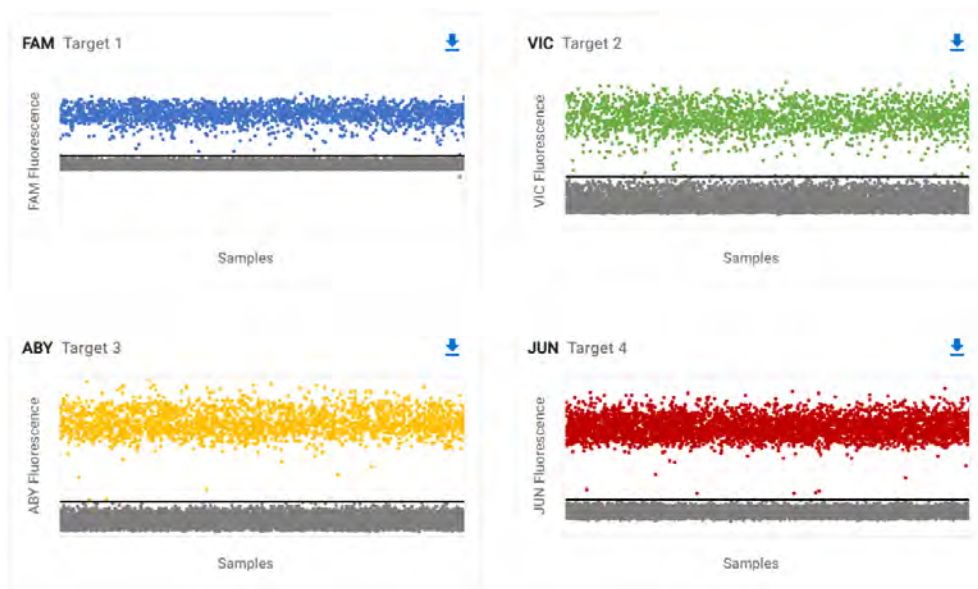 FAM Target 1
FAM Fluorescence
Samples
VIC Target 2
VIC Fluorescence
Samples
ABY Target 3
ABY Fluorescence
Samples
JUN Target 4
JUN Fluorescence
Samples